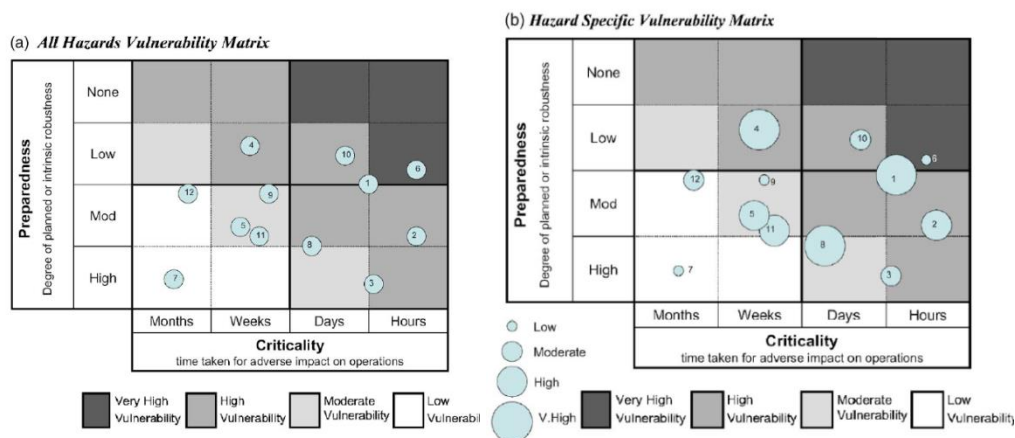 (a) All Hazards Vulnerability Matrix
Preparedness
Degree of planned or intrinsic robustness
None
Low
Mod
High
4
10
6
1
12
9
5
11
2
8
7
3
Months Weeks Days Hours
Criticality
time taken for adverse impact on operations
Very High Vulnerability
High Vulnerability
Moderate Vulnerability
Low Vulnerabil
(b) Hazard Specific Vulnerability Matrix
Preparedness
Degree of planned or intrinsic robustness
None
Low
Mod
High
4
10
6
1
12
9
5
11
2
8
7
3
Months Weeks Days Hours
Criticality
time taken for adverse impact on operations
Low
Moderate
High
V.High
Very High Vulnerability
High Vulnerability
Moderate Vulnerability
Low Vulnerabil